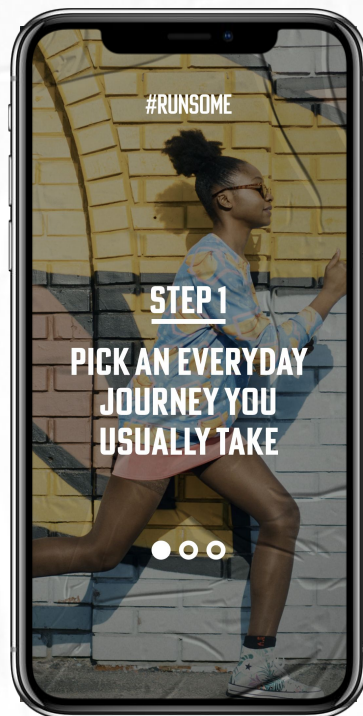 #RUNSOME
STEP 1
PICK AN EVERYDAY
JOURNEY YOU
USUALLY TAKE